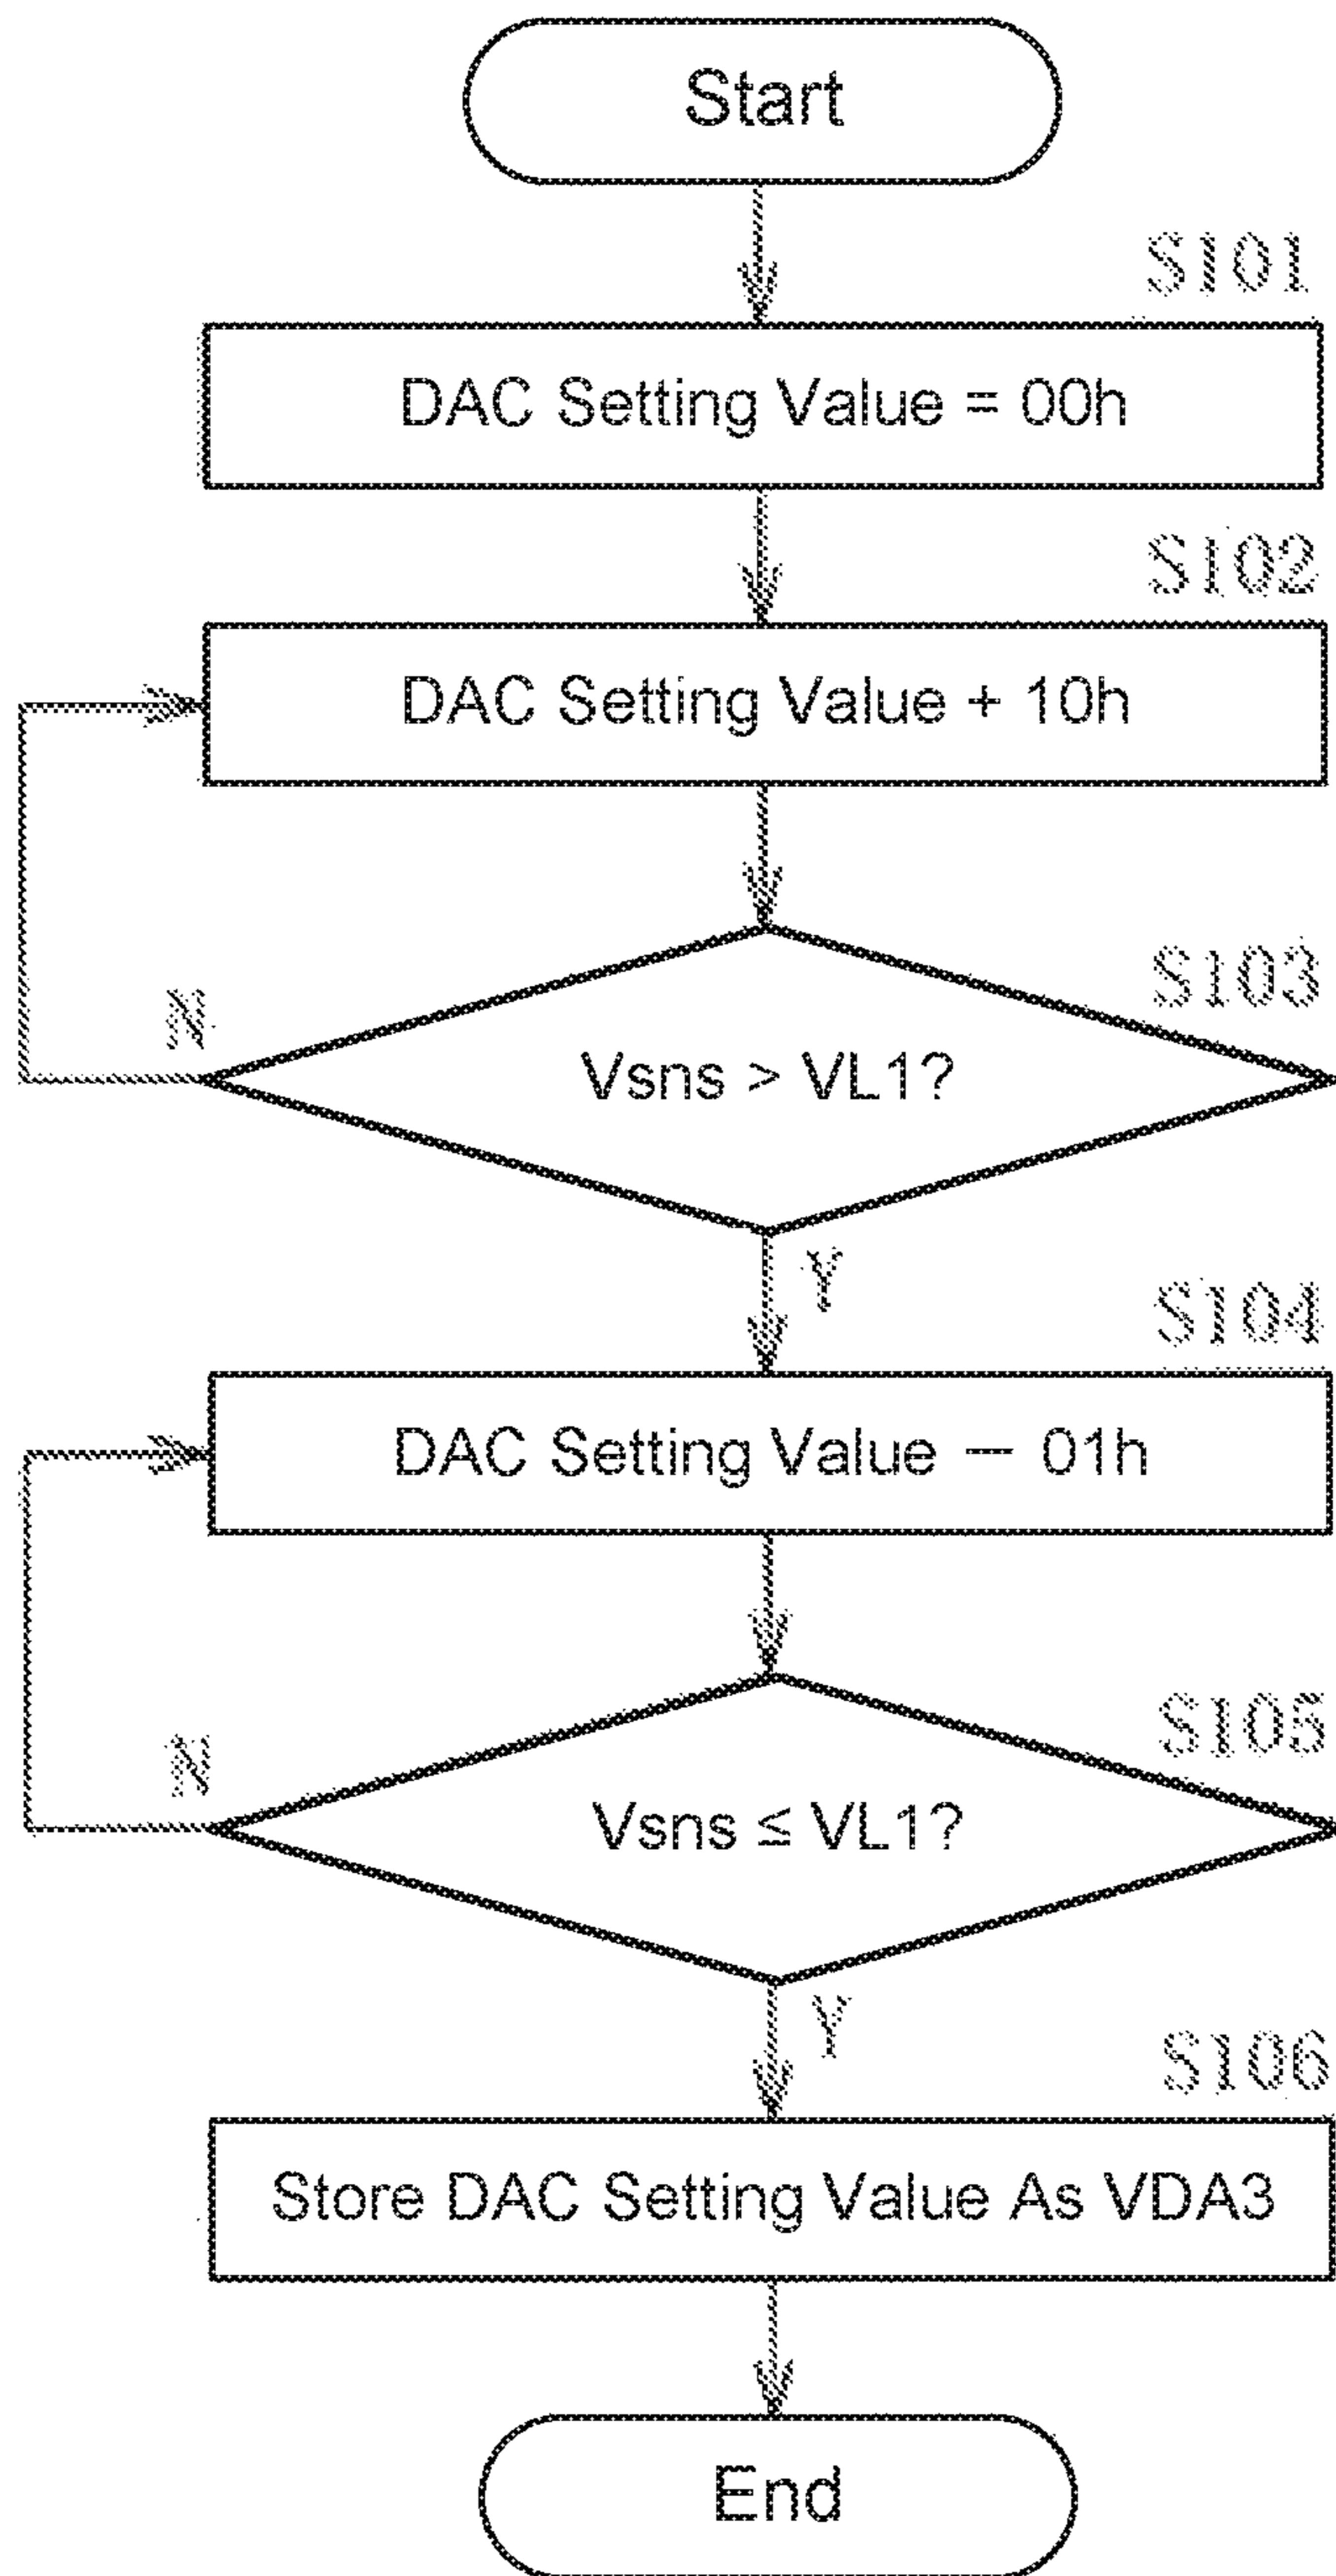 Start
S101
DAC Setting Value = 00h
S102
DAC Setting Value + 10h
S103
N
Vsns > VL1?
Y
S104
DAC Setting Value — 01h
S105
N
Vsns ≤ VL1?
Y
S106
Store DAC Setting Value As VDA3
End